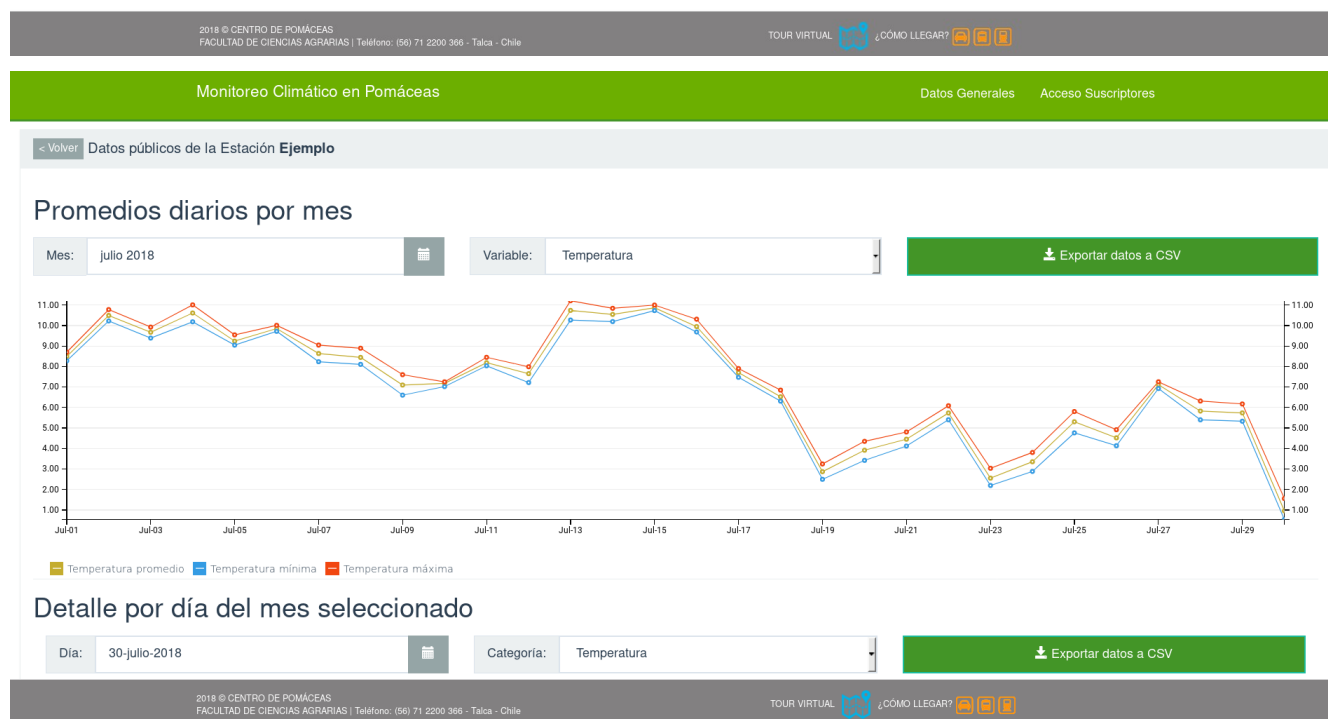 2018 © CENTRO DE POMÁCEAS
FACULTAD DE CIENCIAS AGRARIAS | Teléfono: (56) 71 2200 366 - Talca - Chile
TOUR VIRTUAL ¿CÓMO LLEGAR?
Monitoreo Climático en Pomáceas Datos Generales Acceso Suscriptores
< Volver Datos públicos de la Estación Ejemplo
Promedios diarios por mes
Mes: julio 2018 Variable: Temperatura Exportar datos a CSV
11.00 11.00
10.00 10.00
9.00 9.00
8.00 8.00
7.00 7.00
6.00 6.00
5.00 5.00
4.00 4.00
3.00 3.00
2.00 2.00
1.00 1.00
Jul-01 Jul-03 Jul-05 Jul-07 Jul-09 Jul-11 Jul-13 Jul-15 Jul-17 Jul-19 Jul-21 Jul-23 Jul-25 Jul-27 Jul-29
Temperatura promedio Temperatura mínima Temperatura máxima
Detalle por día del mes seleccionado
Día: 30-julio-2018 Categoría: Temperatura Exportar datos a CSV
2018 © CENTRO DE POMÁCEAS
FACULTAD DE CIENCIAS AGRARIAS | Teléfono: (56) 71 2200 366 - Talca - Chile
TOUR VIRTUAL ¿CÓMO LLEGAR?